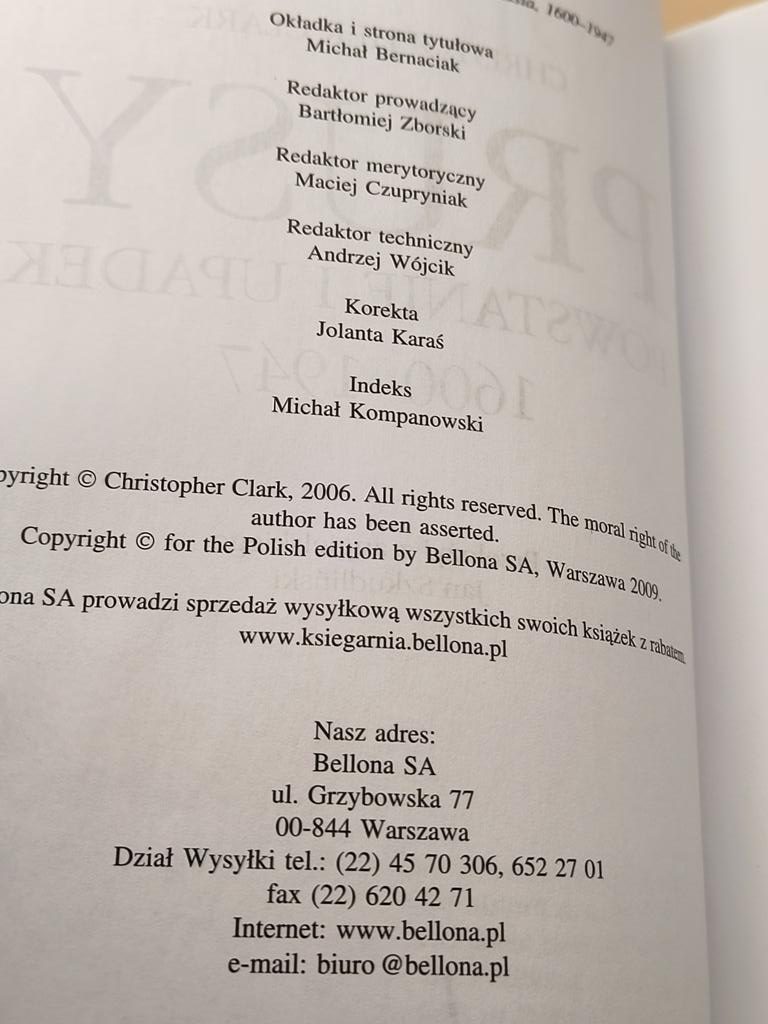 1600–1947
Okładka i strona tytułowa
Michał Bernaciak
Redaktor prowadzący
Bartłomiej Zborski
Redaktor merytoryczny
Maciej Czupryniak
Redaktor techniczny
Andrzej Wójcik
Korekta
Jolanta Karaś
Indeks
Michał Kompanowski
pyright © Christopher Clark, 2006. All rights reserved. The moral right of the
author has been asserted.
Copyright © for the Polish edition by Bellona SA, Warszawa 2009.
ona SA prowadzi sprzedaż wysyłkową wszystkich swoich książek z rabatem
www.ksiegarnia.bellona.pl
Nasz adres:
Bellona SA
ul. Grzybowska 77
00-844 Warszawa
Dział Wysyłki tel.: (22) 45 70 306, 652 27 01
fax (22) 620 42 71
Internet: www.bellona.pl
e-mail: biuro @bellona.pl